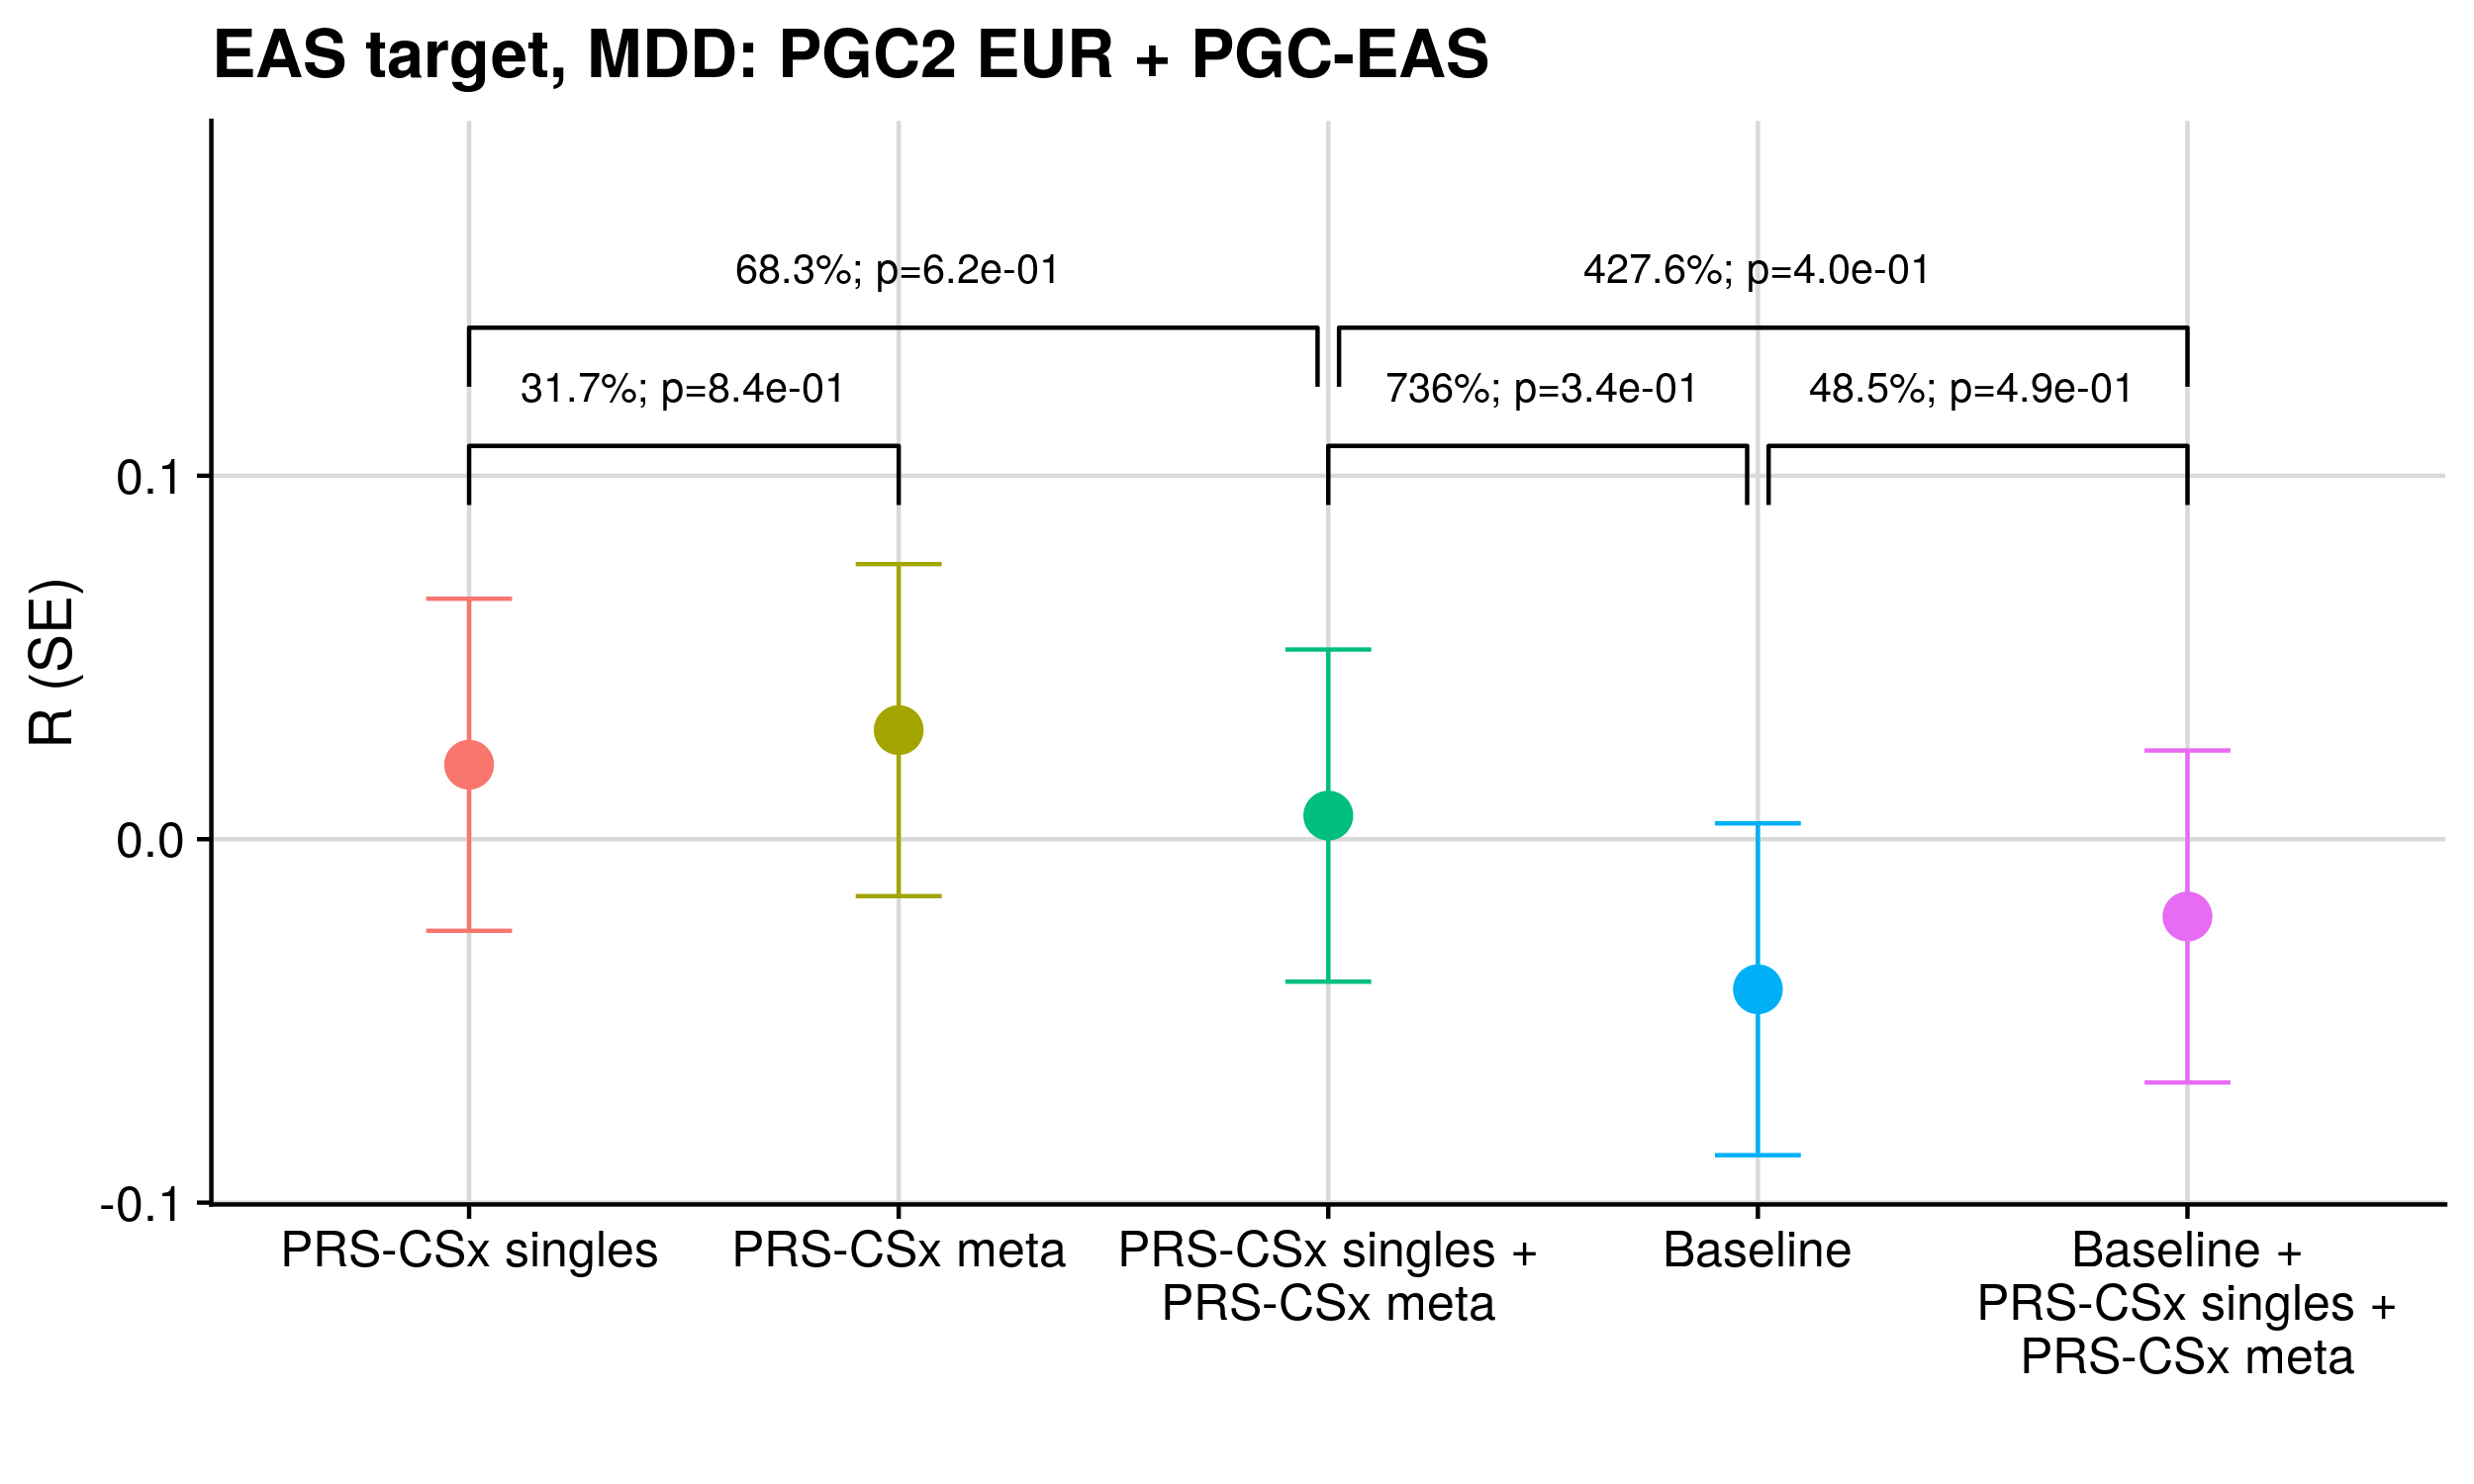 EAS target, MDD: PGC2 EUR + PGC-EAS
68.3%; p=6.2e-01
427.6%; p=4.0e-01
31.7%; p=8.4e-01
736%; p=3.4e-01
48.5%; p=4.9e-01
R (SE)
0.1
0.0
-0.1
PRS-CSx singles
PRS-CSx meta
PRS-CSx singles +
PRS-CSx meta
Baseline
Baseline +
PRS-CSx singles +
PRS-CSx meta